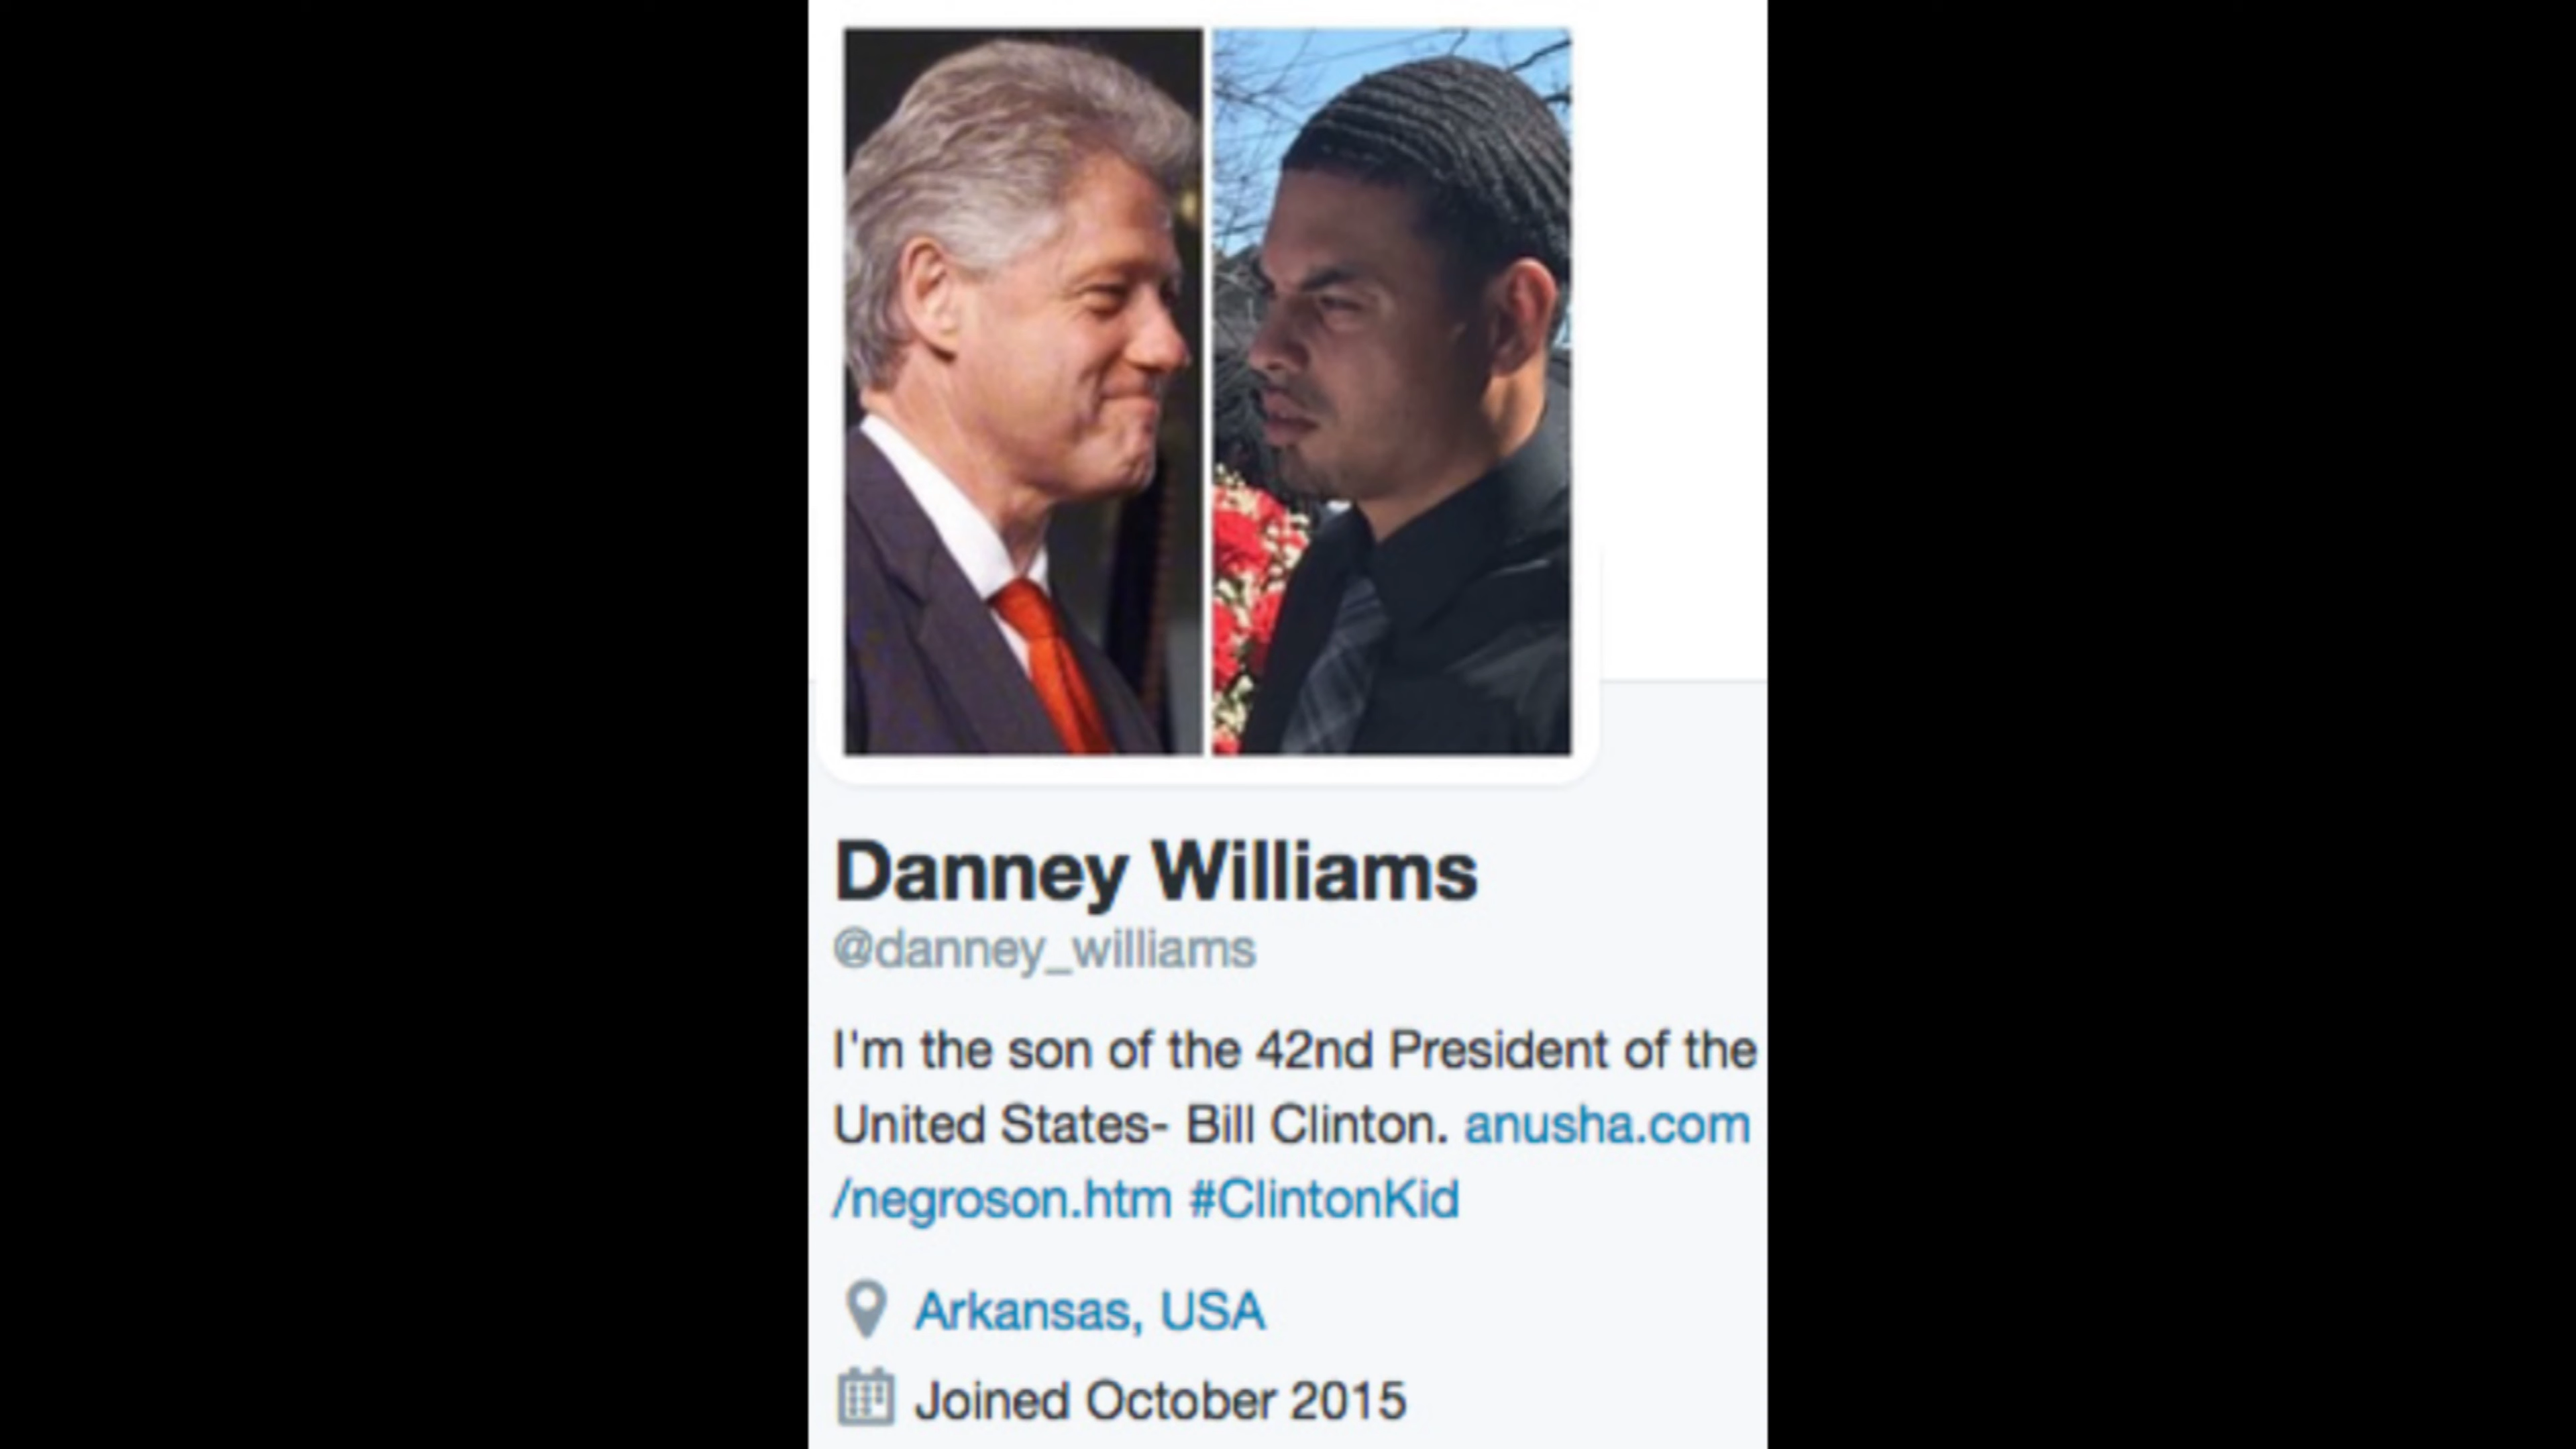 Danney Williams
@danney_williams
I'm the son of the 42nd President of the
United States- Bill Clinton. anusha.com
/negroson.htm #ClintonKid
Arkansas, USA
Joined October 2015